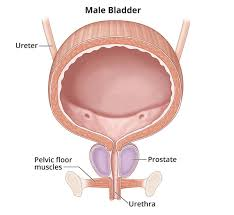 Male Bladder
Ureter
Pelvic floor
muscles
Prostate
Urethra